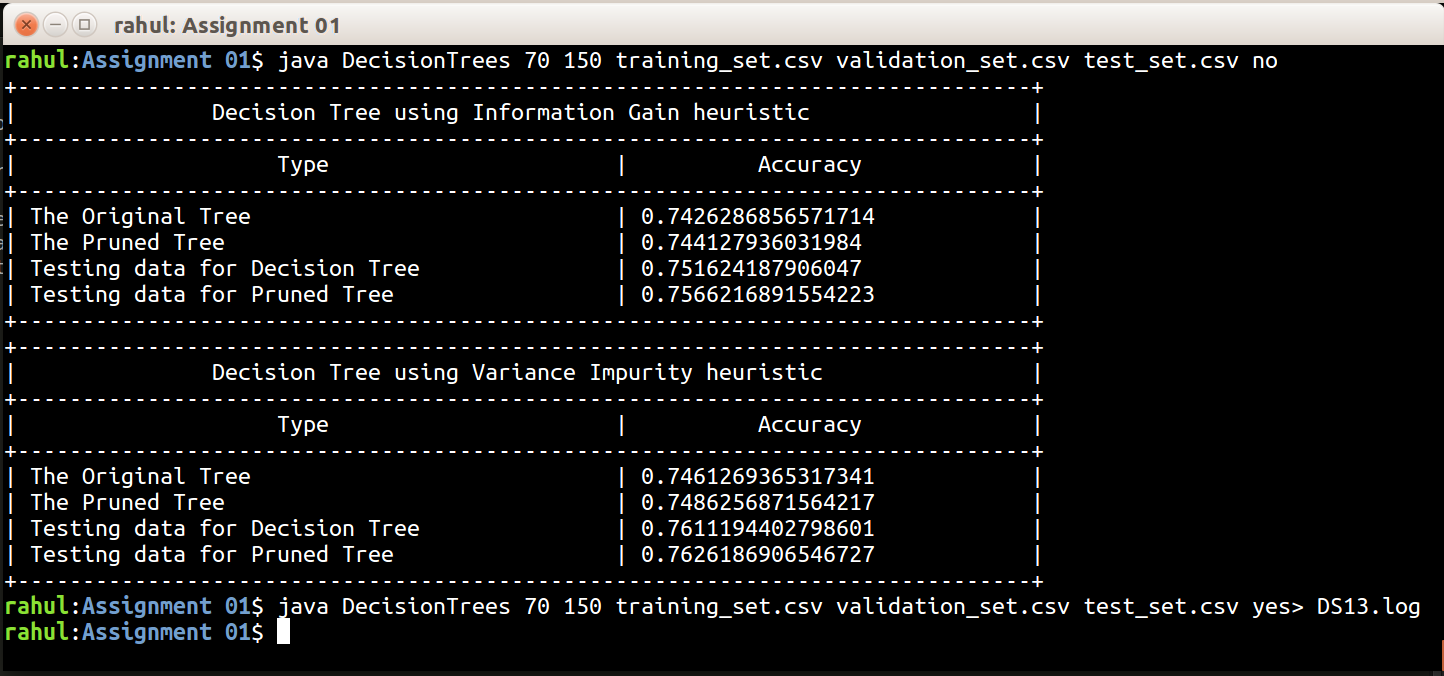 rahul: Assignment 01
rahul:Assignment 01$ java DecisionTrees 70 150 training_set.csv validation_set.csv test_set.csv no
+------------------------------------------------------------------------------+
| Decision Tree using Information Gain heuristic |
+------------------------------------------------------------------------------+
| Type | Accuracy |
+------------------------------------------------------------------------------+
| The Original Tree | 0.7426286856571714 |
| The Pruned Tree | 0.744127936031984 |
| Testing data for Decision Tree | 0.751624187906047 |
| Testing data for Pruned Tree | 0.7566216891554223 |
+------------------------------------------------------------------------------+
+------------------------------------------------------------------------------+
| Decision Tree using Variance Impurity heuristic |
+------------------------------------------------------------------------------+
| Type | Accuracy |
+------------------------------------------------------------------------------+
| The Original Tree | 0.7461269365317341 |
| The Pruned Tree | 0.7486256871564217 |
| Testing data for Decision Tree | 0.7611194402798601 |
| Testing data for Pruned Tree | 0.7626186906546727 |
+------------------------------------------------------------------------------+
rahul:Assignment 01$ java DecisionTrees 70 150 training_set.csv validation_set.csv test_set.csv yes> DS13.log
rahul:Assignment 01$